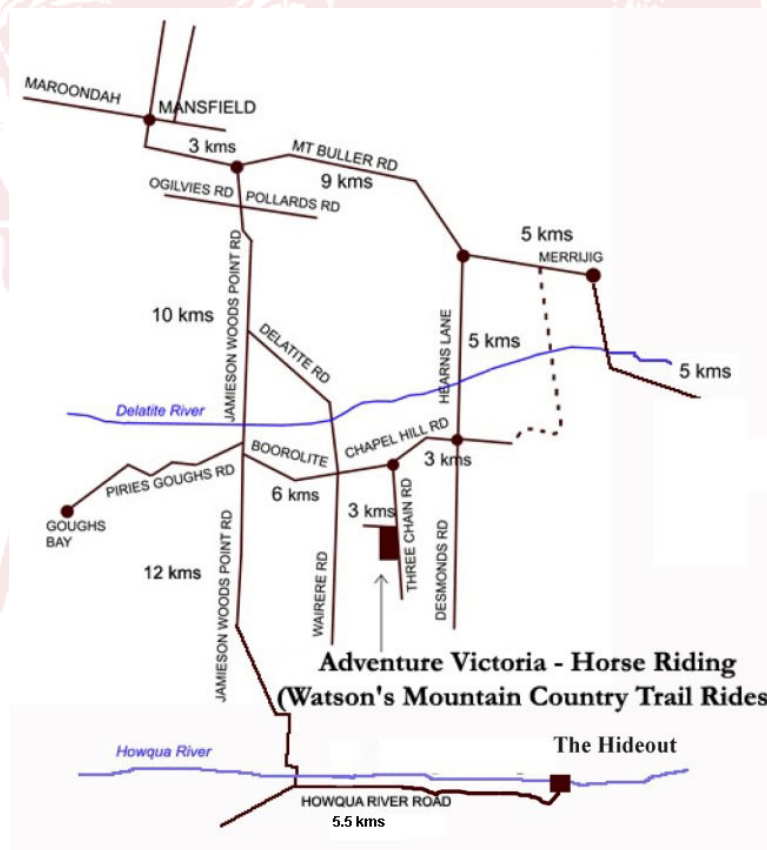 MAROONDAH
MANSFIELD
3 kms
MT BULLER RD
9 kms
OGILVIES RD
POLLARDS RD
5 kms
MERRIJIG
JAMIESON WOODS POINT RD
10 kms
DELATITE RD
HEARNS LANE
5 kms
5 kms
Delatite River
BOOROLITE
CHAPEL HILL RD
3 kms
PIRIES GOUGHS RD
6 kms
GOUGHS
BAY
3 kms
THREE CHAIN RD
JAMIESON WOODS POINT RD
12 kms
WAIRERE RD
DESMONDS RD
Adventure Victoria - Horse Riding
(Watson's Mountain Country Trail Rides
The Hideout
Howqua River
HOWQUA RIVER ROAD
5.5 kms